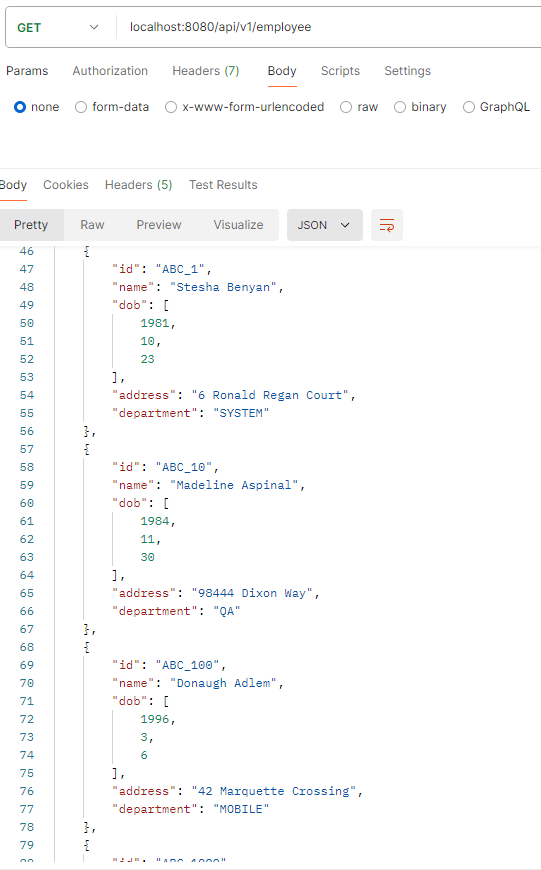 GET localhost:8080/api/v1/employee
Params Authorization Headers (7) Body Scripts Settings
none form-data x-www-form-urlencoded raw binary GraphQL
Body Cookies Headers (5) Test Results
Pretty Raw Preview Visualize JSON
46 {
47 "id": "ABC_1",
48 "name": "Stesha Benyan",
49 "dob": [
50 1981,
51 10,
52 23
53 ],
54 "address": "6 Ronald Regan Court",
55 "department": "SYSTEM"
56 },
57 {
58 "id": "ABC_10",
59 "name": "Madeline Aspinal",
60 "dob": [
61 1984,
62 11,
63 30
64 ],
65 "address": "98444 Dixon Way",
66 "department": "QA"
67 },
68 {
69 "id": "ABC_100",
70 "name": "Donaugh Adlem",
71 "dob": [
72 1996,
73 3,
74 6
75 ],
76 "address": "42 Marquette Crossing",
77 "department": "MOBILE"
78 },
79 {
80 "id": "ABC_1000"